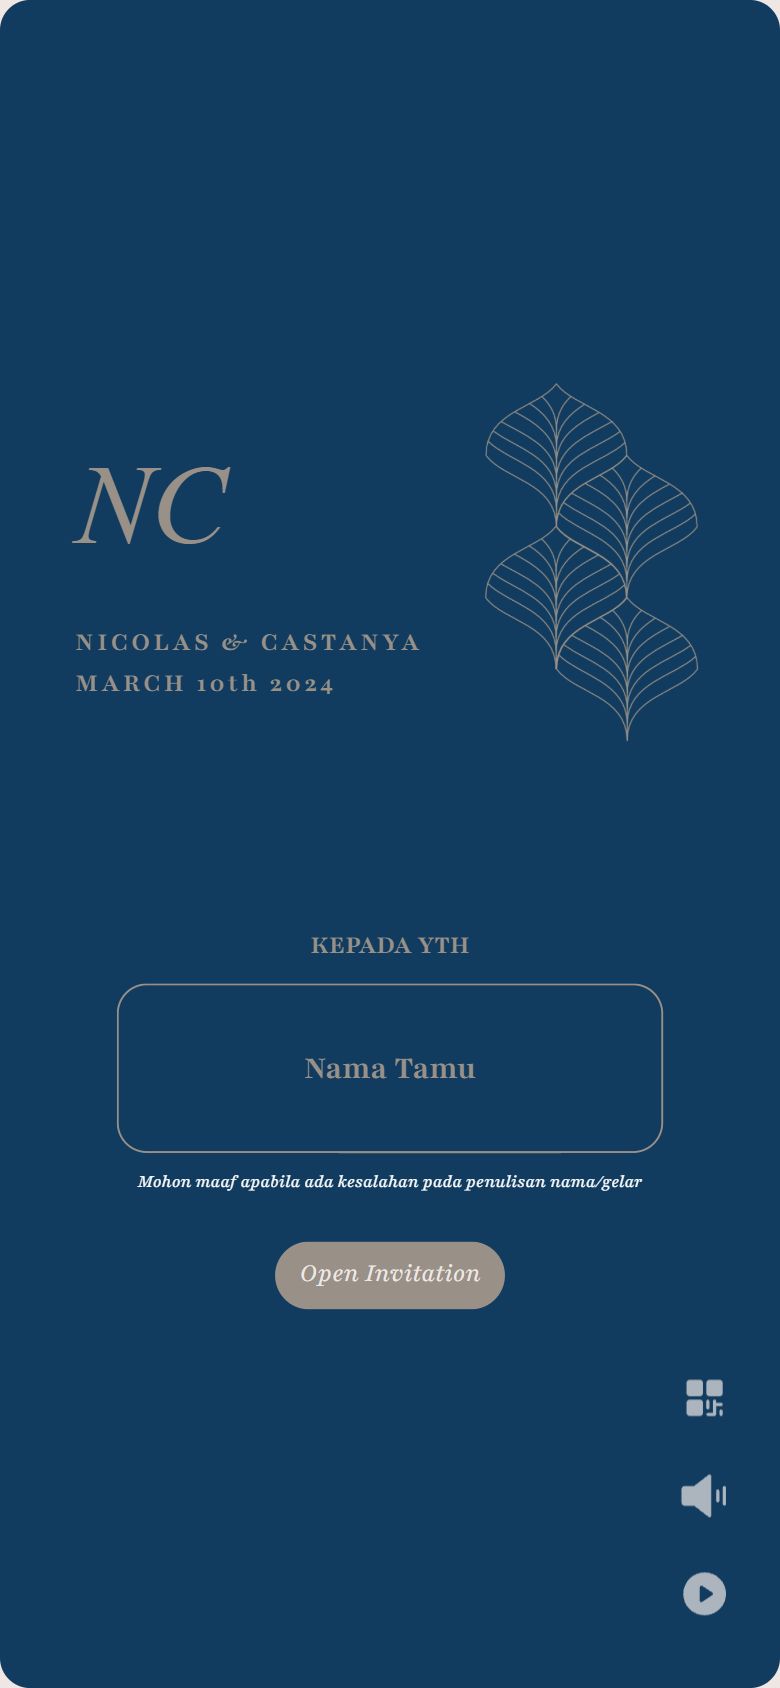 NC
NICOLAS & CASTANYA
MARCH 10th 2024
KEPADA YTH
Nama Tamu
Mohon maaf apabila ada kesalahan pada penulisan nama/gelar
Open Invitation